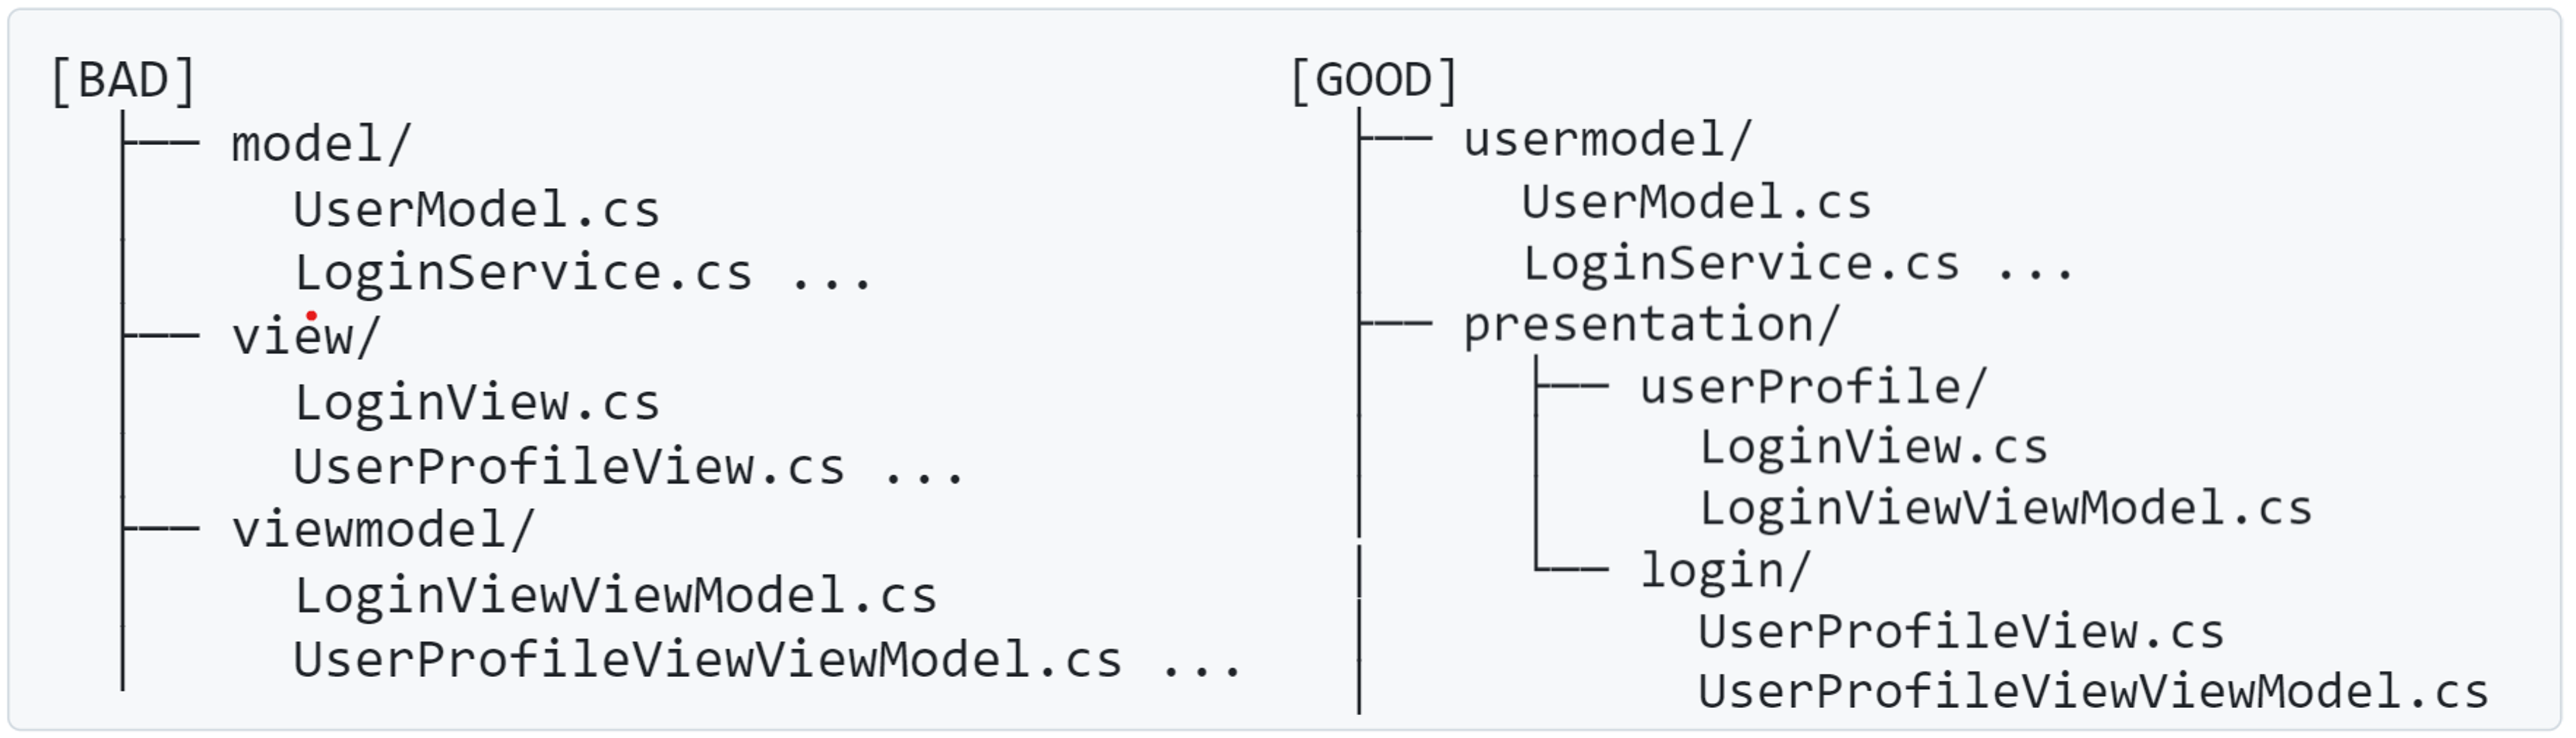 [BAD]
model/
UserModel.cs
LoginService.cs ...
view/
LoginView.cs
UserProfileView.cs ...
viewmodel/
LoginViewViewModel.cs
UserProfileViewViewModel.cs ...
[GOOD]
usermodel/
UserModel.cs
LoginService.cs ...
presentation/
userProfile/
LoginView.cs
LoginViewViewModel.cs
login/
UserProfileView.cs
UserProfileViewViewModel.cs